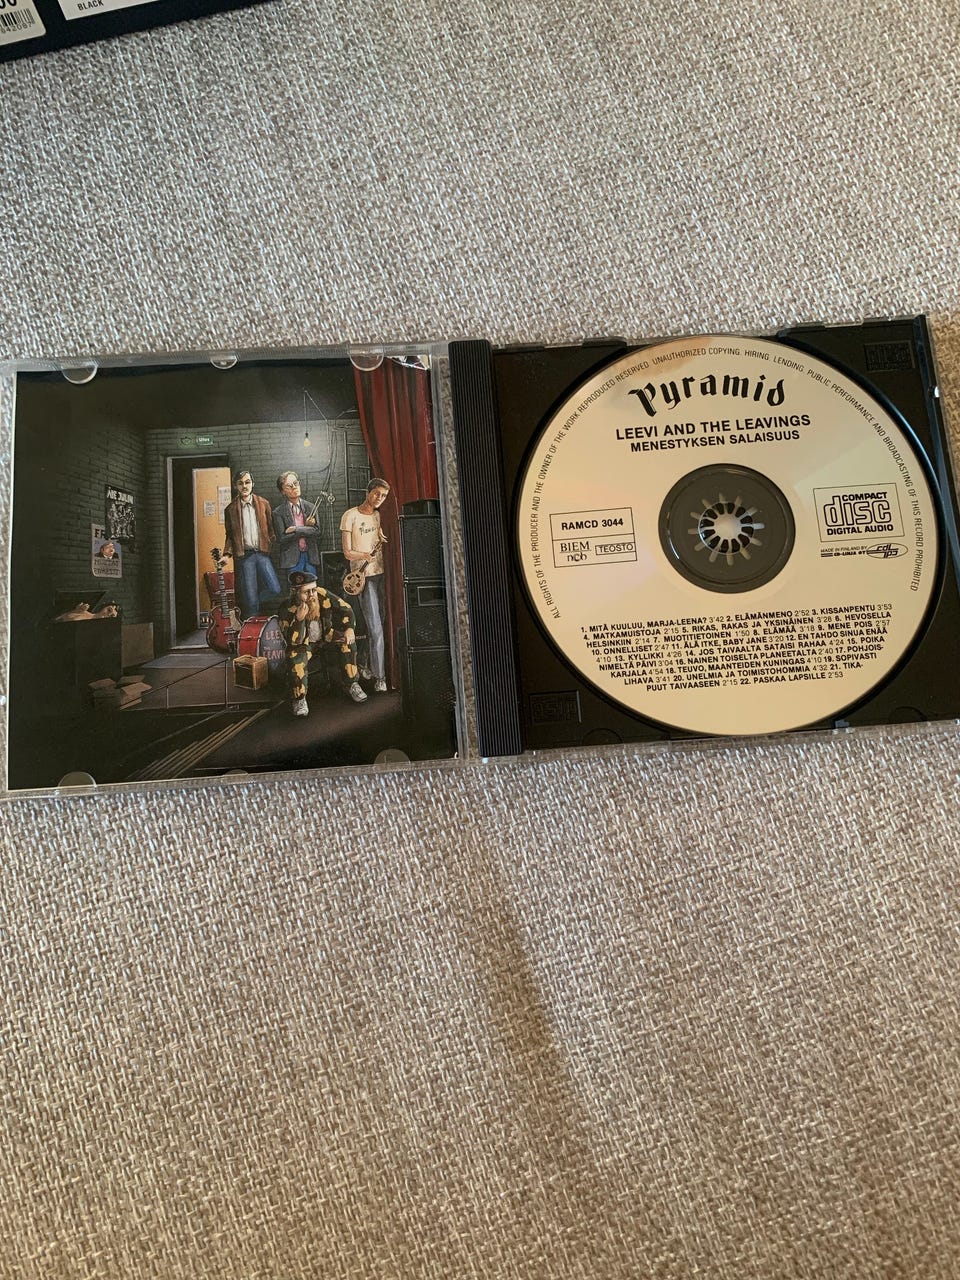 BLACK
Pyramid
LEEVI AND THE LEAVINGS
MENESTYKSEN SALAISUUS
ALL RIGHTS OF THE PRODUCER AND THE OWNER OF THE WORK REPRODUCED RESERVED. UNAUTHORIZED COPYING. HIRING. LENDING. PUBLIC PERFORMANCE AND BROADCASTING OF THIS RECORD PROHIBITED
RAMCD 3044
BIEM
ncb
TEOSTO
COMPACT
disc
DIGITAL AUDIO
MADE IN FINLAND BY
1. MITÄ KUULUU, MARJA-LEENA? 3'42 2. ELÄMÄNMENO 2'52 3. KISSANPENTU 3'53
4. MATKAMUISTOJA 2'15 5. RIKAS, RAKAS JA YKSINÄINEN 3'28 6. HEVOSELLA
HELSINKIIN 2'14 7. MUOTITIETOINEN 1'50 8. ELÄMÄÄ 3'18 9. MENE POIS 2'57
10. ONNELLISET 2'47 11. ÄLÄ ITKE, BABY JANE 3'20 12. EN TAHDO SINUA ENÄÄ
4'10 13. KYLLIKKI 4'26 14. JOS TAIVAALTA SATAISI RAHAA 4'24 15. POIKA
NIMELTÄ PÄIVI 3'04 16. NAINEN TOISELTA PLANEETALTA 2'40 17. POHJOIS-
KARJALA 4'54 18. TEUVO, MAANTEIDEN KUNINGAS 4'10 19. SOPIVASTI
LIHAVA 3'41 20. UNELMIA JA TOIMISTOHOMMIA 4'32 21. TIKA-
PUUT TAIVAASEEN 2'15 22. PASKAA LAPSILLE 2'53